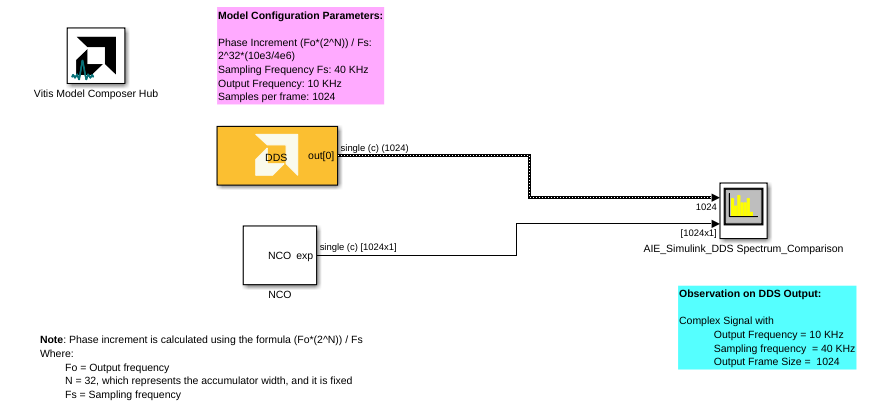 Model Configuration Parameters:
Phase Increment (Fo*(2^N)) / Fs:
2^32*(10e3/4e6)
Sampling Frequency Fs: 40 KHz
Output Frequency: 10 KHz
Samples per frame: 1024
Vitis Model Composer Hub
DDS
out[0]
single (c) (1024)
1024
[1024x1]
AIE_Simulink_DDS Spectrum_Comparison
NCO
exp
single (c) [1024x1]
NCO
Observation on DDS Output:
Complex Signal with
Output Frequency = 10 KHz
Sampling frequency = 40 KHz
Output Frame Size = 1024
Note: Phase increment is calculated using the formula (Fo*(2^N)) / Fs
Where:
Fo = Output frequency
N = 32, which represents the accumulator width, and it is fixed
Fs = Sampling frequency